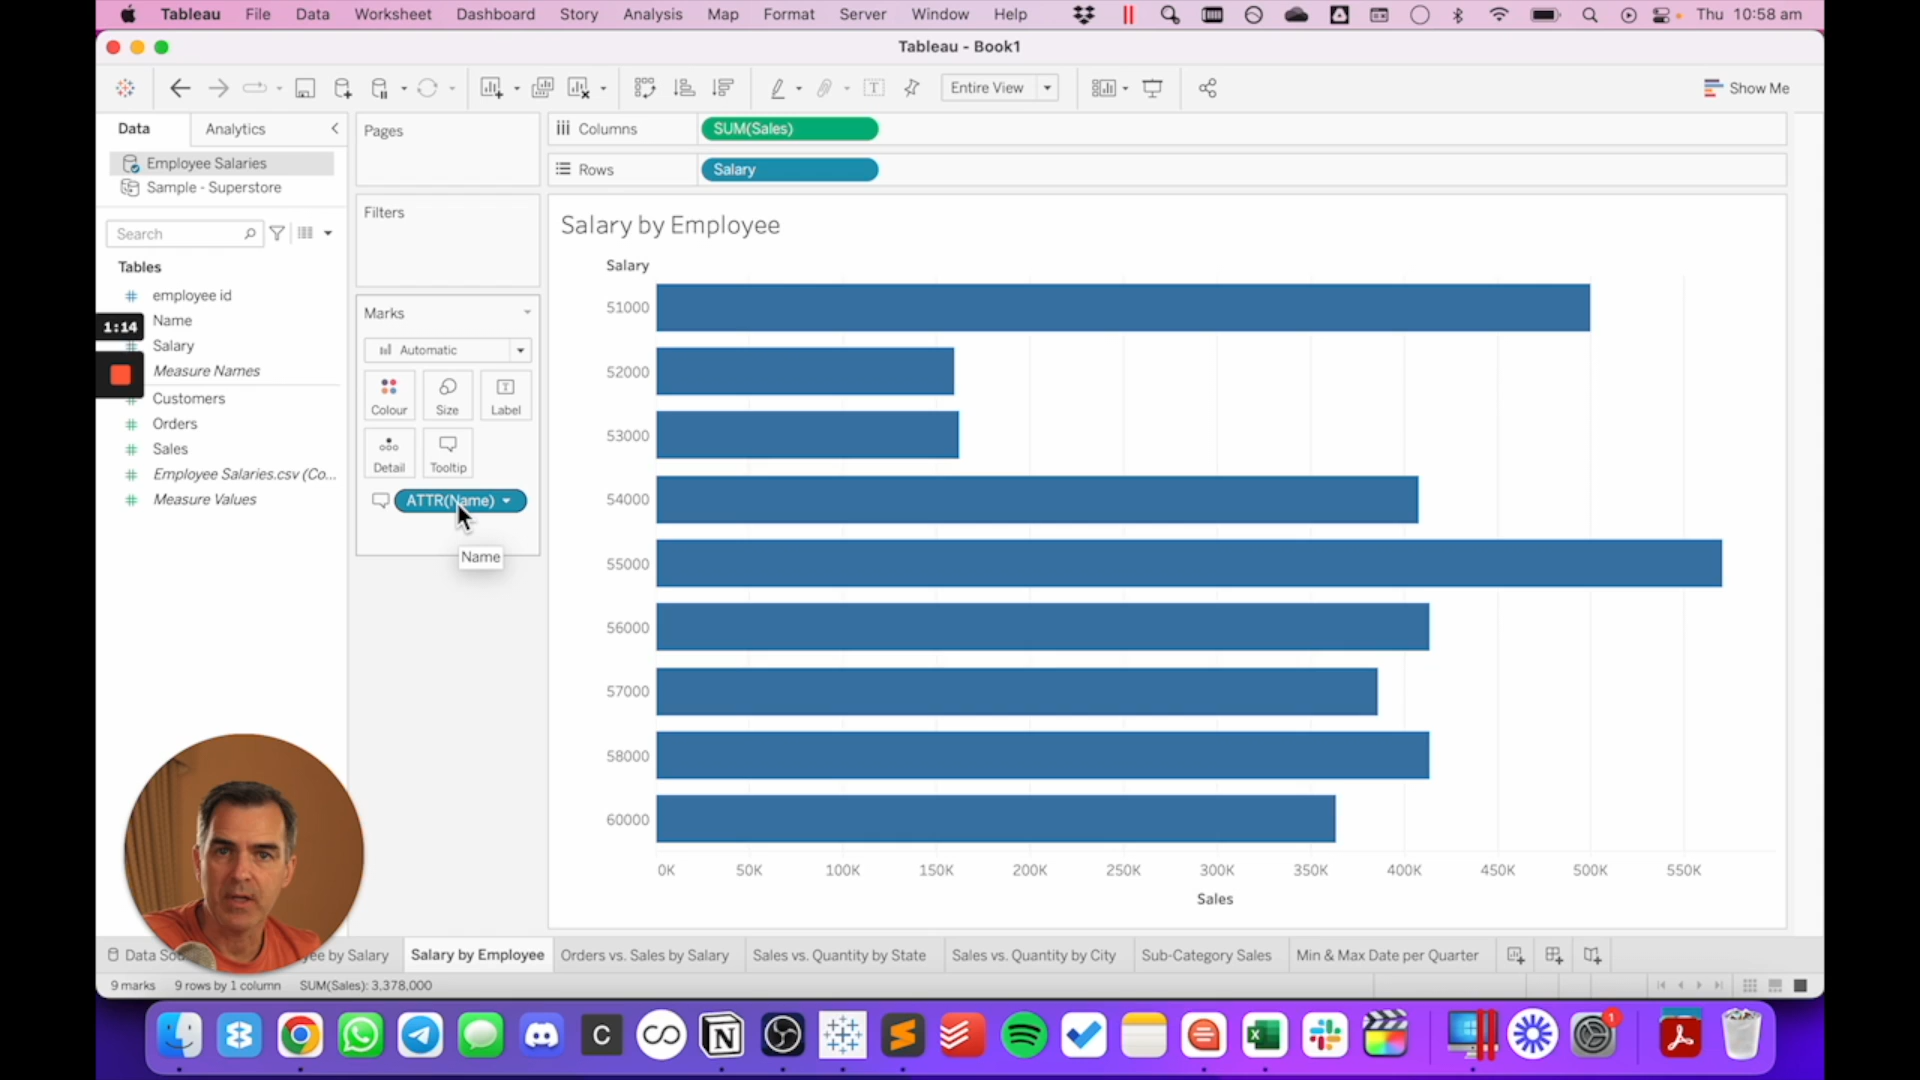 Tableau File Data Worksheet Dashboard Story Analysis Map Format Server Window Help Thu 10:58 am
Tableau - Book1
Entire View
Show Me
Data Analytics
Employee Salaries
Sample - Superstore
Search
Tables
employee id
Name
Salary
Measure Names
Customers
Orders
Sales
Employee Salaries.csv (Co...
Measure Values
1:14
Pages
Filters
Marks
Automatic
Colour Size Label
Detail Tooltip
ATTR(Name)
Name
Columns SUM(Sales)
Rows Salary
Salary by Employee
Salary
51000
52000
53000
54000
55000
56000
57000
58000
60000
0K 50K 100K 150K 200K 250K 300K 350K 400K 450K 500K 550K
Sales
Data So yee by Salary Salary by Employee Orders vs. Sales by Salary Sales vs. Quantity by State Sales vs. Quantity by City Sub-Category Sales Min & Max Date per Quarter
9 marks 9 rows by 1 column SUM(Sales): 3,378,000
C
1